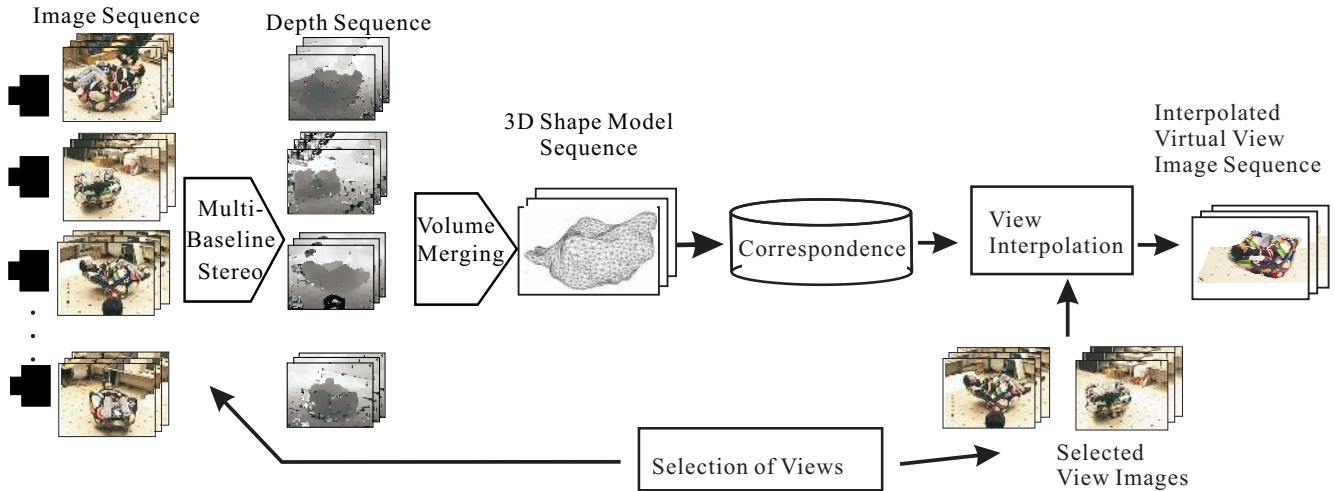 Image Sequence
Depth Sequence
Multi-
Baseline
Stereo
Volume
Merging
3D Shape Model
Sequence
Correspondence
View
Interpolation
Interpolated
Virtual View
Image Sequence
Selection of Views
Selected
View Images